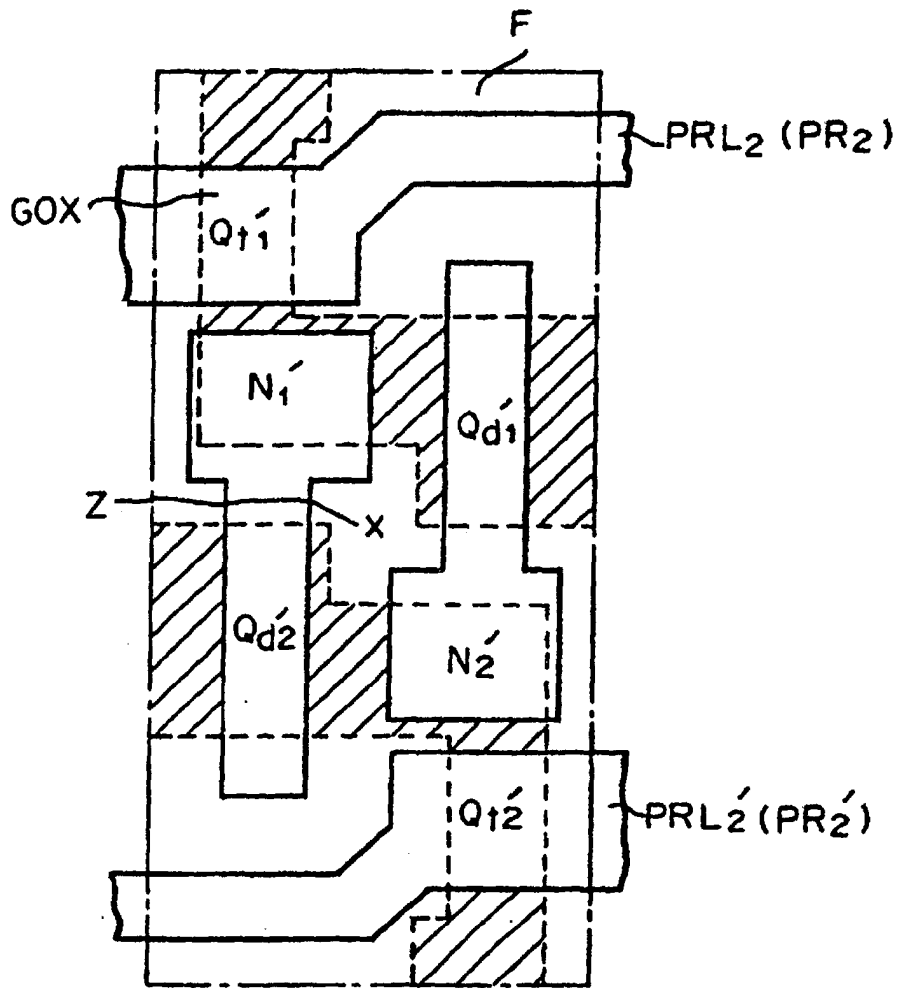 F
PRL₂ (PR₂)
GOX
Qt₁′
N₁′
Qd₁′
Z
X
Qd₂′
N₂′
Qt₂′
PRL₂′ (PR₂′)